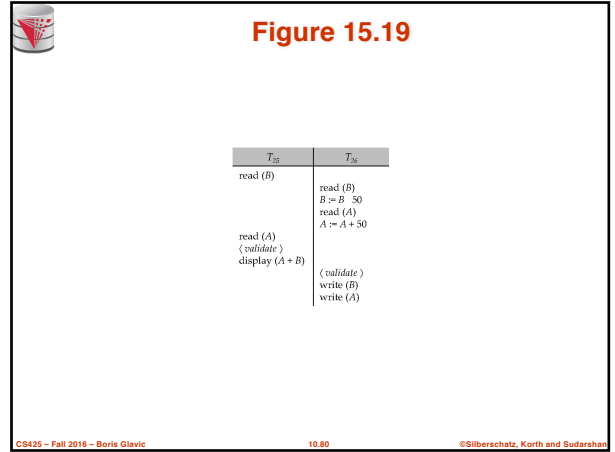 Figure 15.19
T25 T26
read (B)
read (B)
B := B 50
read (A)
A := A + 50
read (A)
⟨ validate ⟩
display (A + B)
⟨ validate ⟩
write (B)
write (A)
CS425 – Fall 2016 – Boris Glavic 10.80 ©Silberschatz, Korth and Sudarshan